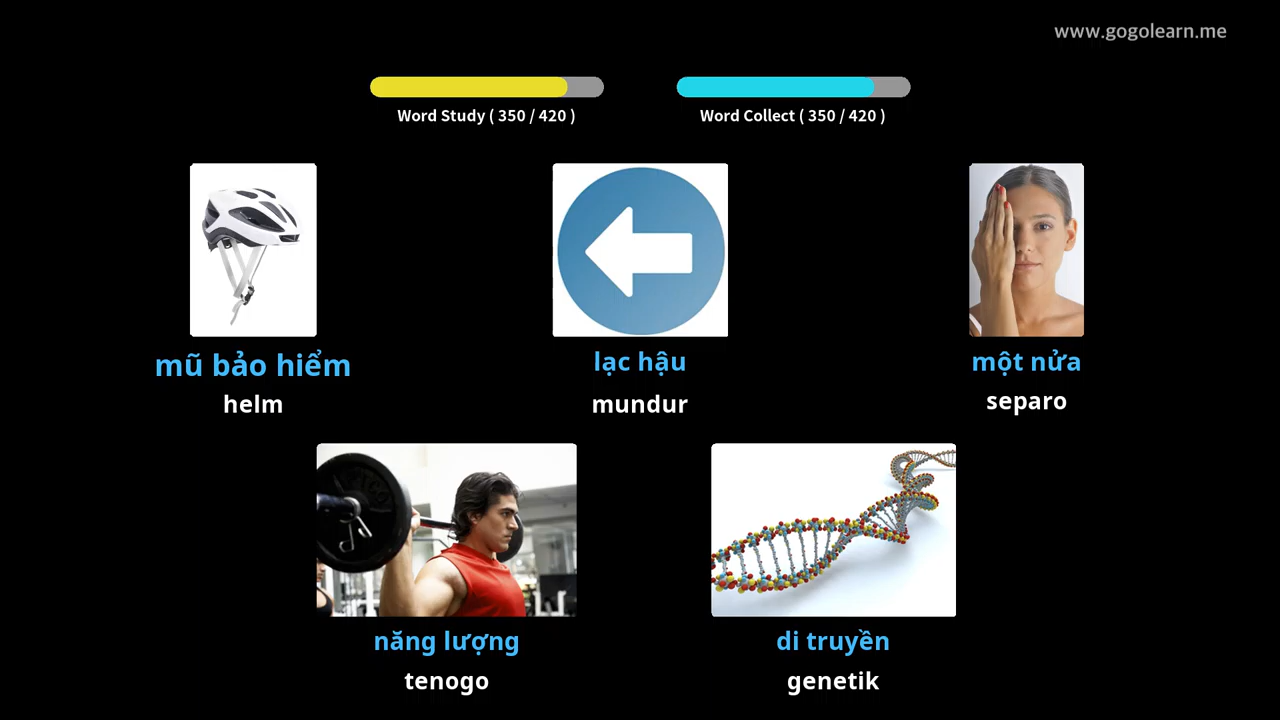 www.gogolearn.me
Word Study ( 350 / 420 )
Word Collect ( 350 / 420 )
mũ bảo hiểm
helm
lạc hậu
mundur
một nửa
separo
năng lượng
tenogo
di truyền
genetik